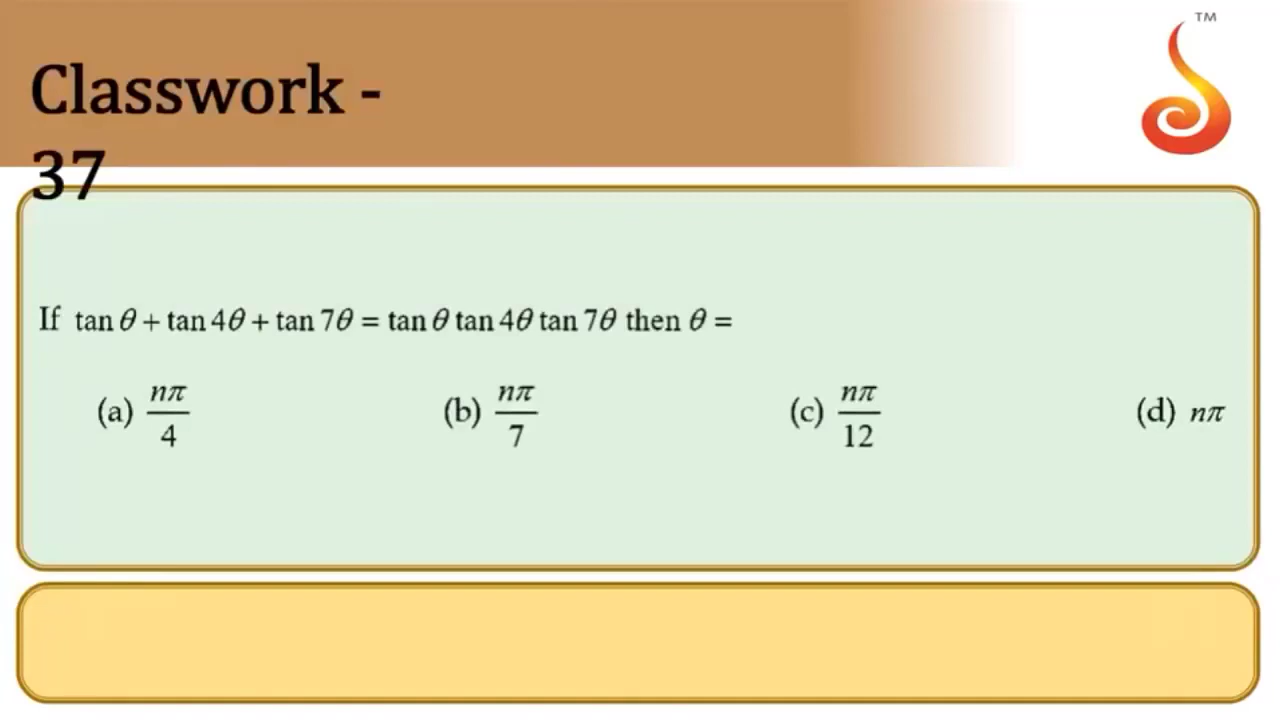 TM
Classwork -
37
If tan θ + tan 4θ + tan 7θ = tan θ tan 4θ tan 7θ then θ =
(a) nπ/4 (b) nπ/7 (c) nπ/12 (d) nπ